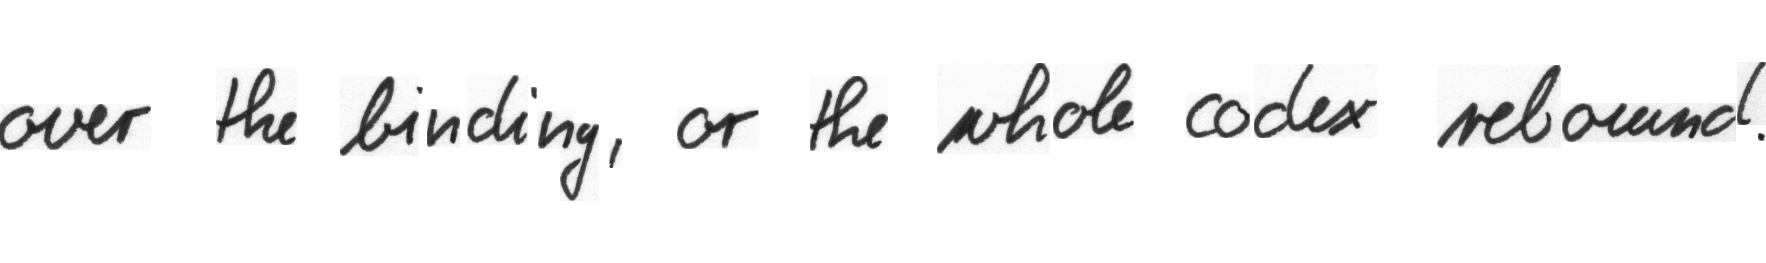 over the binding, or the whole codex rebound.